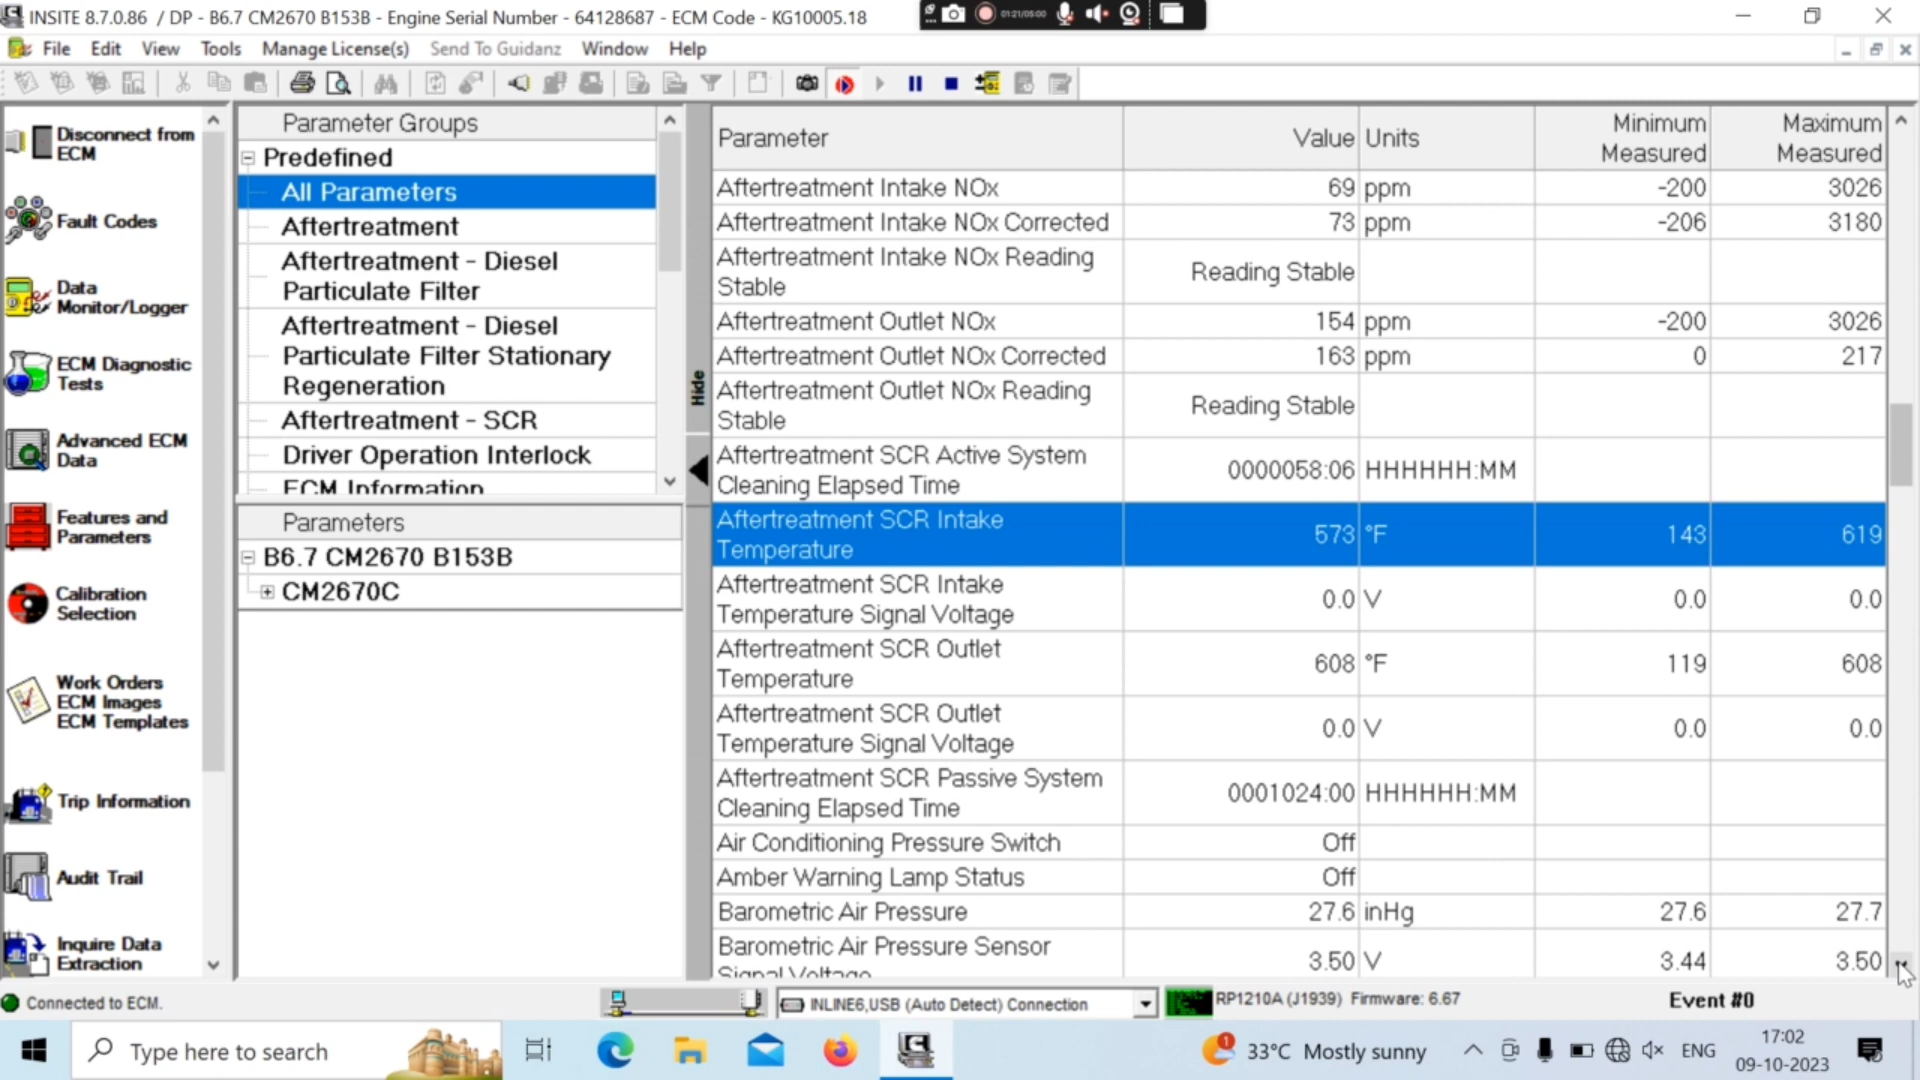 INSITE 8.7.0.86 / DP - B6.7 CM2670 B153B - Engine Serial Number - 64128687 - ECM Code - KG10005.18
01:21/05:00
File Edit View Tools Manage License(s) Send To Guidanz Window Help
Disconnect from
ECM
Fault Codes
Data
Monitor/Logger
ECM Diagnostic
Tests
Advanced ECM
Data
Features and
Parameters
Calibration
Selection
Work Orders
ECM Images
ECM Templates
Trip Information
Audit Trail
Inquire Data
Extraction
Parameter Groups
Predefined
All Parameters
Aftertreatment
Aftertreatment - Diesel
Particulate Filter
Aftertreatment - Diesel
Particulate Filter Stationary
Regeneration
Aftertreatment - SCR
Driver Operation Interlock
ECM Information
Parameters
B6.7 CM2670 B153B
CM2670C
Hide
Parameter Value Units Minimum Measured Maximum Measured
Aftertreatment Intake NOx 69 ppm -200 3026
Aftertreatment Intake NOx Corrected 73 ppm -206 3180
Aftertreatment Intake NOx Reading
Stable Reading Stable
Aftertreatment Outlet NOx 154 ppm -200 3026
Aftertreatment Outlet NOx Corrected 163 ppm 0 217
Aftertreatment Outlet NOx Reading
Stable Reading Stable
Aftertreatment SCR Active System
Cleaning Elapsed Time 0000058:06 HHHHHH:MM
Aftertreatment SCR Intake
Temperature 573 °F 143 619
Aftertreatment SCR Intake
Temperature Signal Voltage 0.0 V 0.0 0.0
Aftertreatment SCR Outlet
Temperature 608 °F 119 608
Aftertreatment SCR Outlet
Temperature Signal Voltage 0.0 V 0.0 0.0
Aftertreatment SCR Passive System
Cleaning Elapsed Time 0001024:00 HHHHHH:MM
Air Conditioning Pressure Switch Off
Amber Warning Lamp Status Off
Barometric Air Pressure 27.6 inHg 27.6 27.7
Barometric Air Pressure Sensor
Signal Voltage 3.50 V 3.44 3.50
Connected to ECM.
INLINE6,USB (Auto Detect) Connection
RP1210A (J1939) Firmware: 6.67
Event #0
Type here to search
1
33°C Mostly sunny
ENG
17:02
09-10-2023